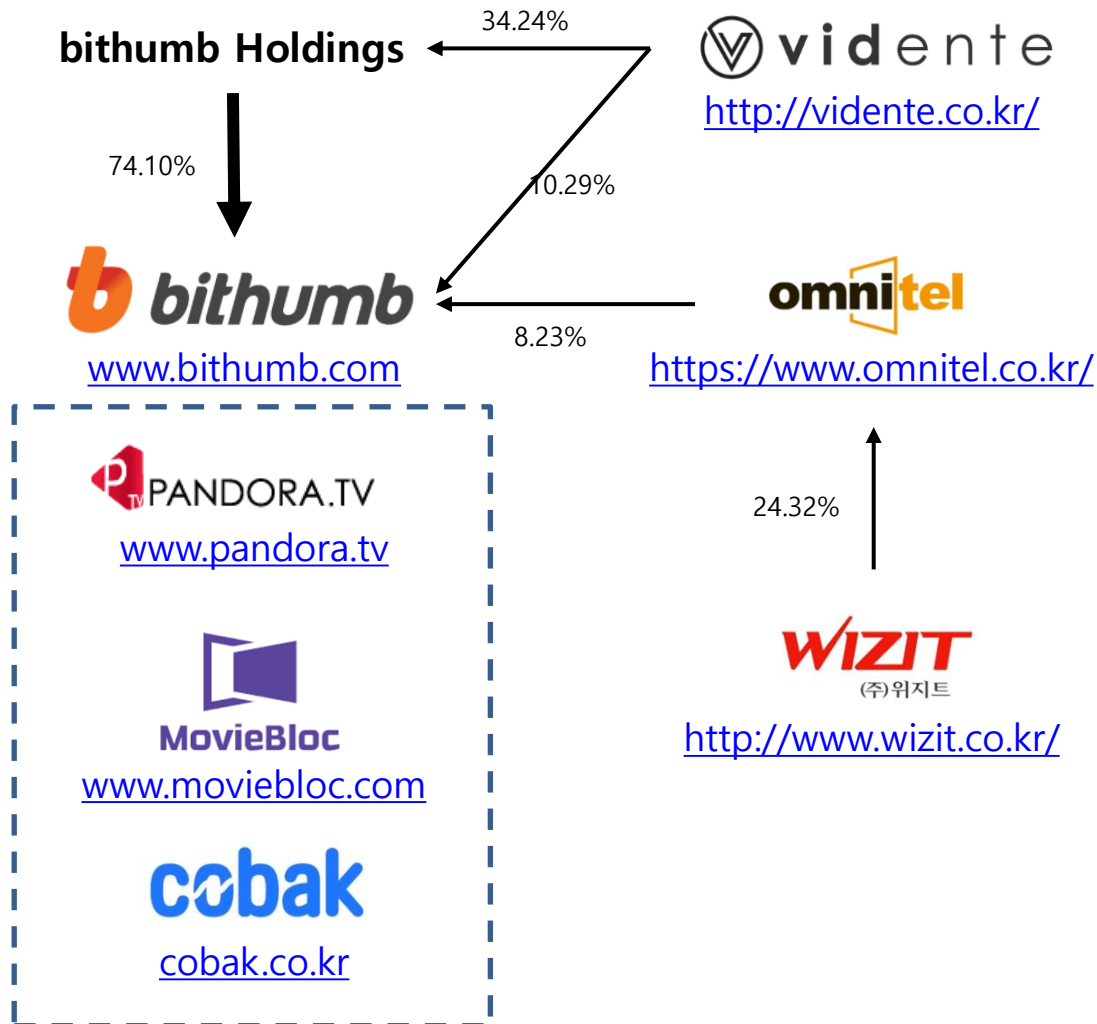 34.24%
bithumb Holdings
vidente
http://vidente.co.kr/
74.10%
10.29%
b bithumb
www.bithumb.com
8.23%
omnitel
https://www.omnitel.co.kr/
P TV PANDORA.TV
www.pandora.tv
24.32%
MovieBloc
www.moviebloc.com
WIZIT
(주)위지트
http://www.wizit.co.kr/
cobak
cobak.co.kr